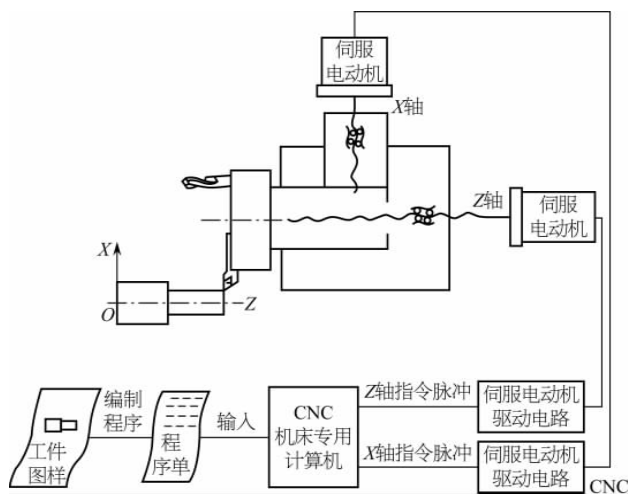 伺服
电动机
X轴
Z轴
伺服
电动机
X
O
Z
工件
图样
编制
程序
程
序单
输入
CNC
机床专用
计算机
Z轴指令脉冲
X轴指令脉冲
伺服电动机
驱动电路
伺服电动机
驱动电路
CNC